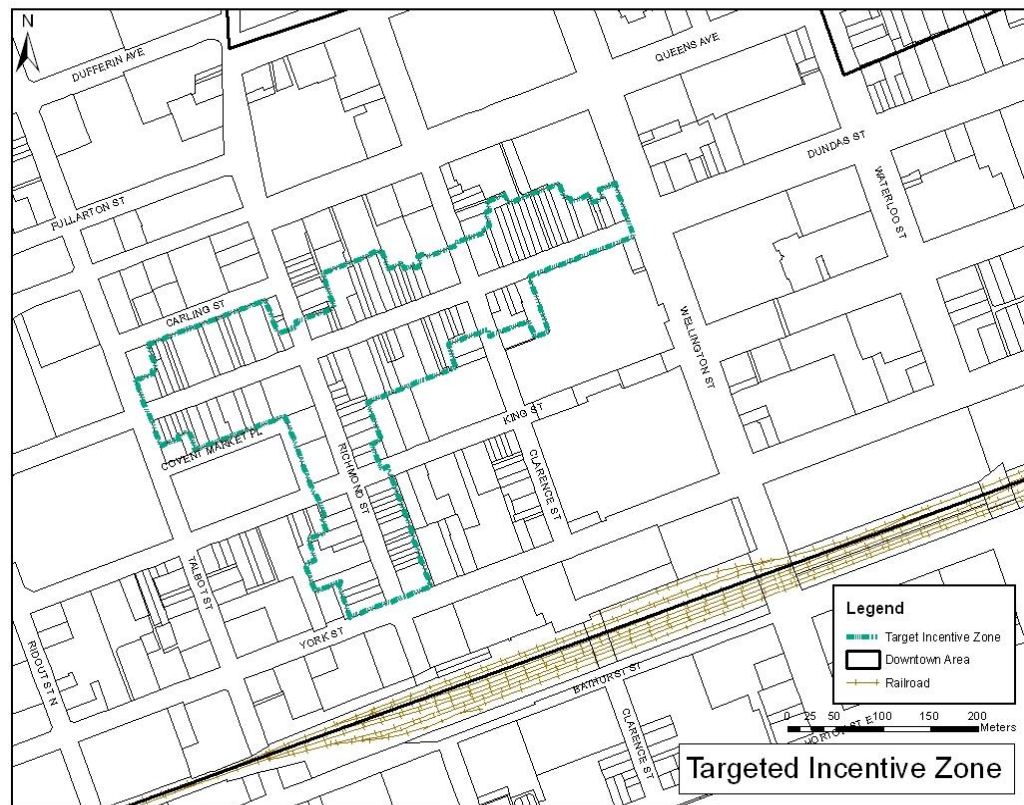 N
DUFFERIN AVE
QUEENS AVE
DUNDAS ST
WATERLOO ST
FULLARTON ST
CARLING ST
WELLINGTON ST
KING ST
COVENT MARKET PL
RICHMOND ST
CLARENCE ST
TALBOT ST
YORK ST
RIDOUT ST N
BATHURST ST
CLARENCE ST
HORTON ST E
Legend
Target Incentive Zone
Downtown Area
Railroad
0 25 50 100 150 200
Meters
Targeted Incentive Zone